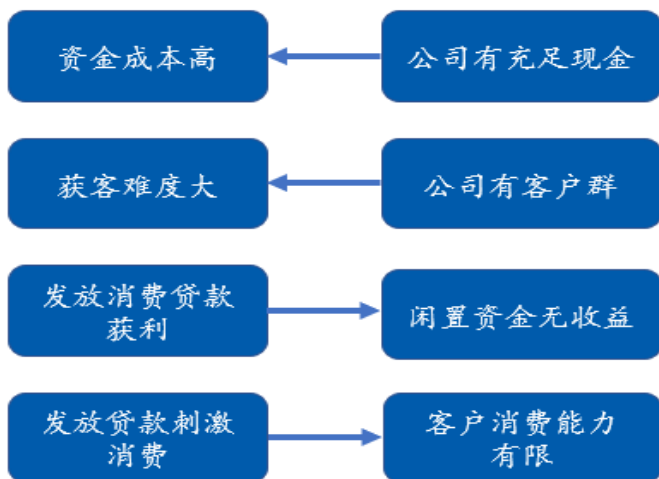 资金成本高
公司有充足现金
获客难度大
公司有客户群
发放消费贷款
获利
闲置资金无收益
发放贷款刺激
消费
客户消费能力
有限